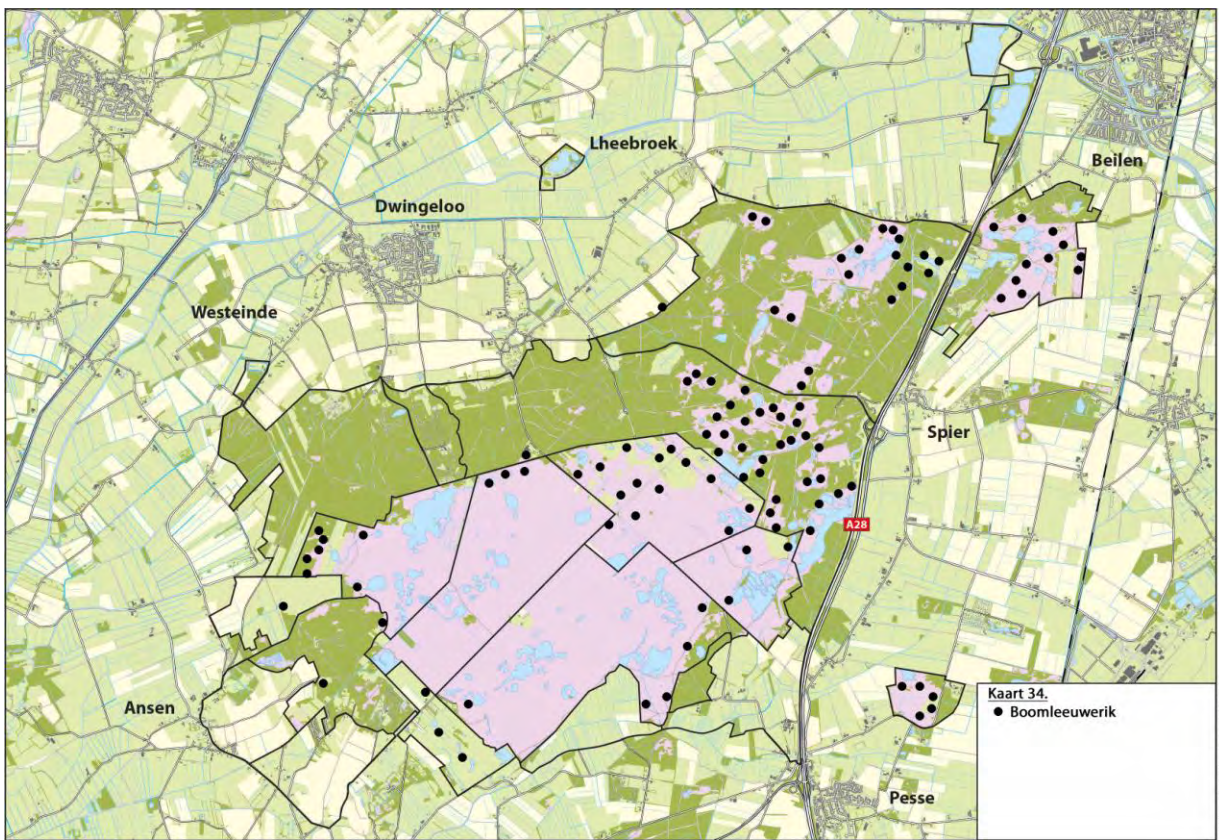 Lheebroek
Beilen
Dwingeloo
Westeinde
Spier
A28
Ansen
Kaart 34.
Boomleeuwerik
Pesse